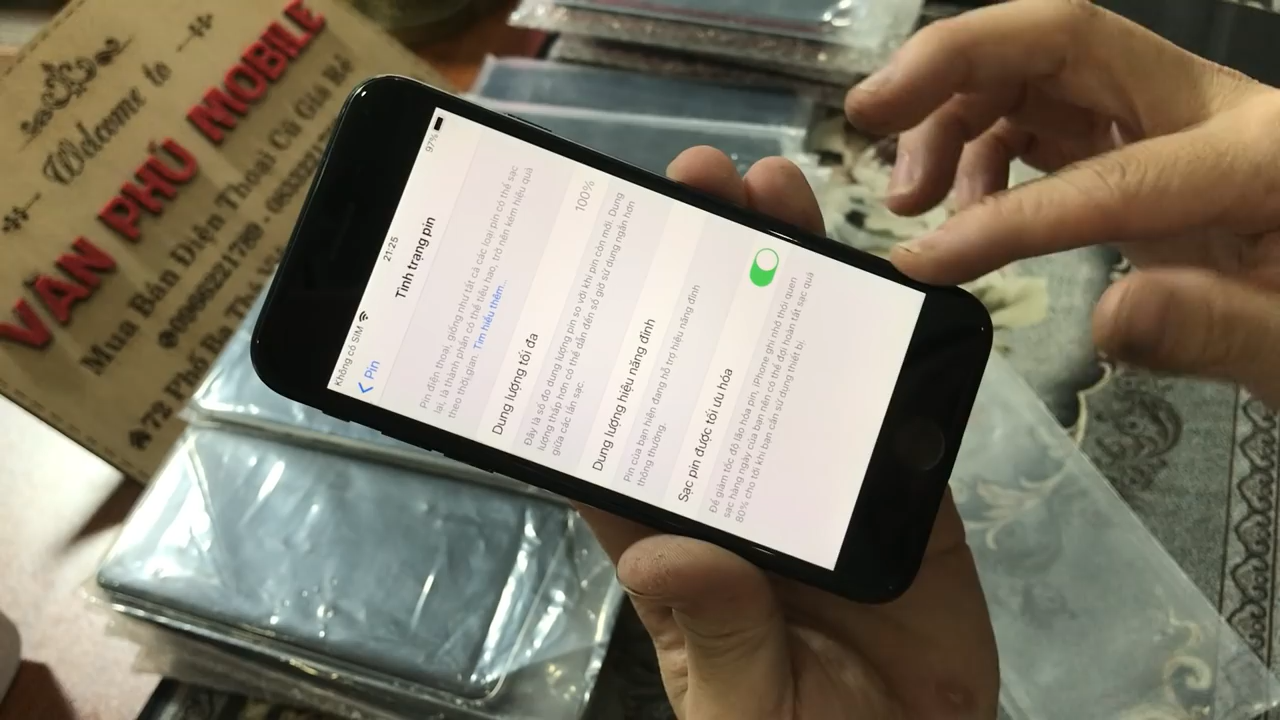 Welcome to
VĂN PHÚ MOBILE
Mua Bán Điện Thoại Cũ Giá Rẻ
72 Phố Ba Th
Không có SIM
21:25
97%
Pin
Tình trạng pin
Pin điện thoại, giống như tất cả các loại pin có thể sạc
lại, là thành phần có thể tiêu hao, trở nên kém hiệu quả
theo thời gian. Tìm hiểu thêm...
Dung lượng tối đa
100%
Đây là số đo dung lượng pin so với khi pin còn mới. Dung
lượng thấp hơn có thể dẫn đến số giờ sử dụng ngắn hơn
giữa các lần sạc.
Dung lượng hiệu năng đỉnh
Pin của bạn hiện đang hỗ trợ hiệu năng đỉnh
thông thường.
Sạc pin được tối ưu hóa
Để giảm tốc độ lão hóa pin, iPhone ghi nhớ thói quen
sạc hàng ngày của bạn nên có thể đợi hoàn tất sạc quá
80% cho tới khi bạn cần sử dụng thiết bị.